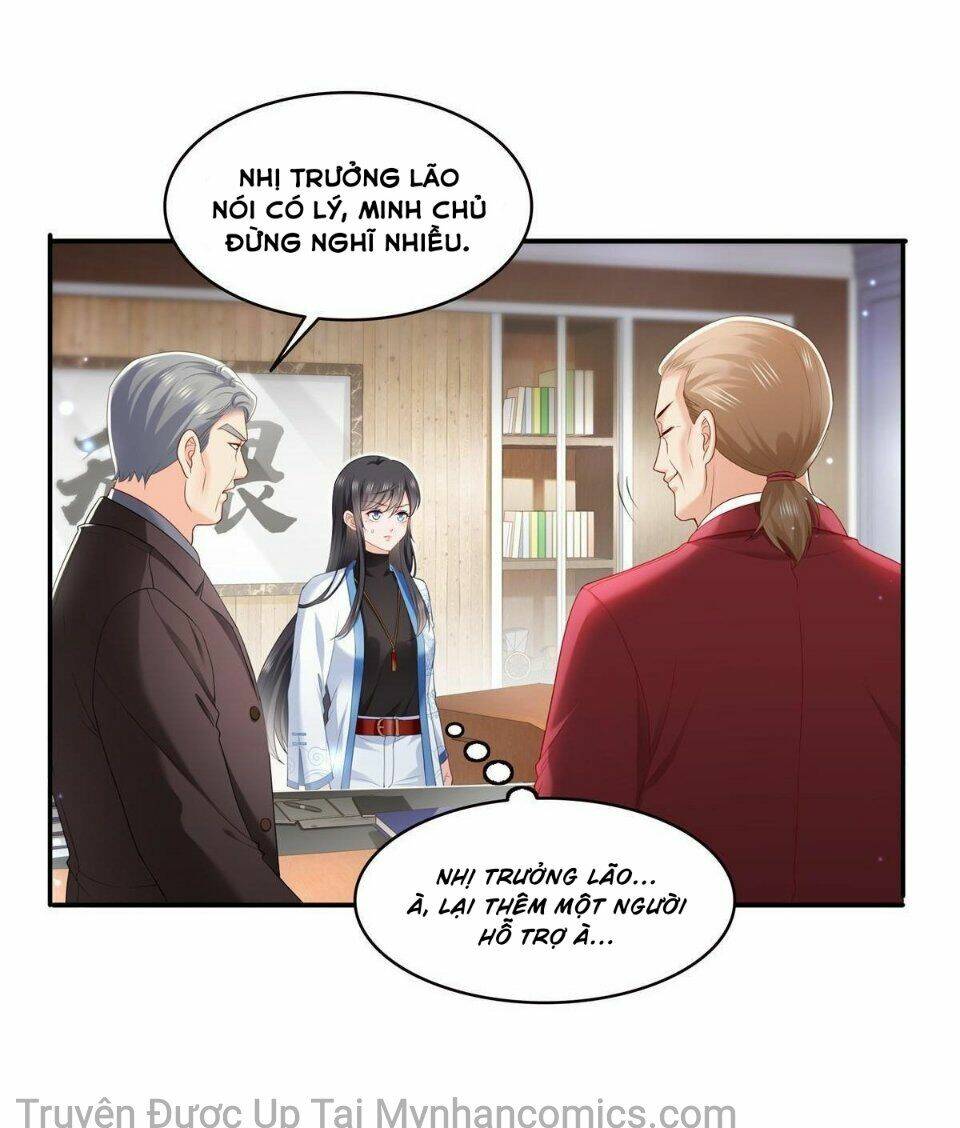 NHỊ TRƯỞNG LÃO
NÓI CÓ LÝ, MINH CHỦ
ĐỪNG NGHĨ NHIỀU.
NHỊ TRƯỞNG LÃO...
À, LẠI THÊM MỘT NGƯỜI
HỖ TRỢ À...
Truyện Được Up Tại Mynhancomics.com